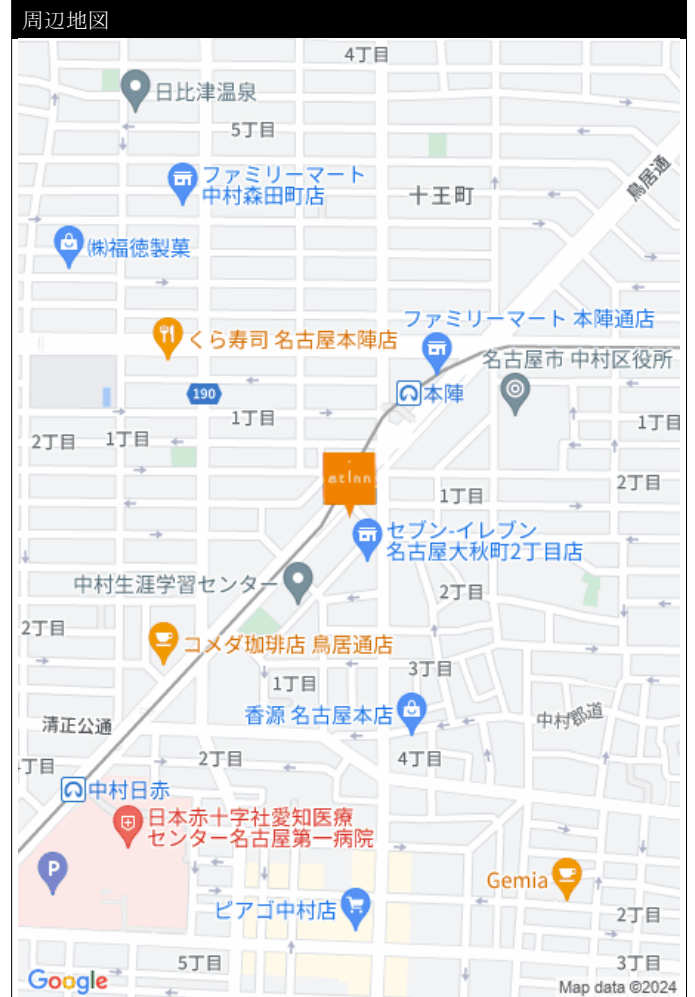 周辺地図
4丁目
日比津温泉
5丁目
鳥居通
ファミリーマート
中村森田町店
十王町
㈱福徳製菓
ファミリーマート 本陣通店
くら寿司 名古屋本陣店
名古屋市 中村区役所
190
本陣
1丁目
1丁目
2丁目
1丁目
atinn
2丁目
1丁目
セブン-イレブン
名古屋大秋町2丁目店
中村生涯学習センター
2丁目
2丁目
コメダ珈琲店 鳥居通店
3丁目
1丁目
香源 名古屋本店
中村郡道
清正公通
2丁目
4丁目
丁目
中村日赤
日本赤十字社愛知医療
センター名古屋第一病院
P
Gemia
ピアゴ中村店
2丁目
5丁目
3丁目
Google
Map data ©2024